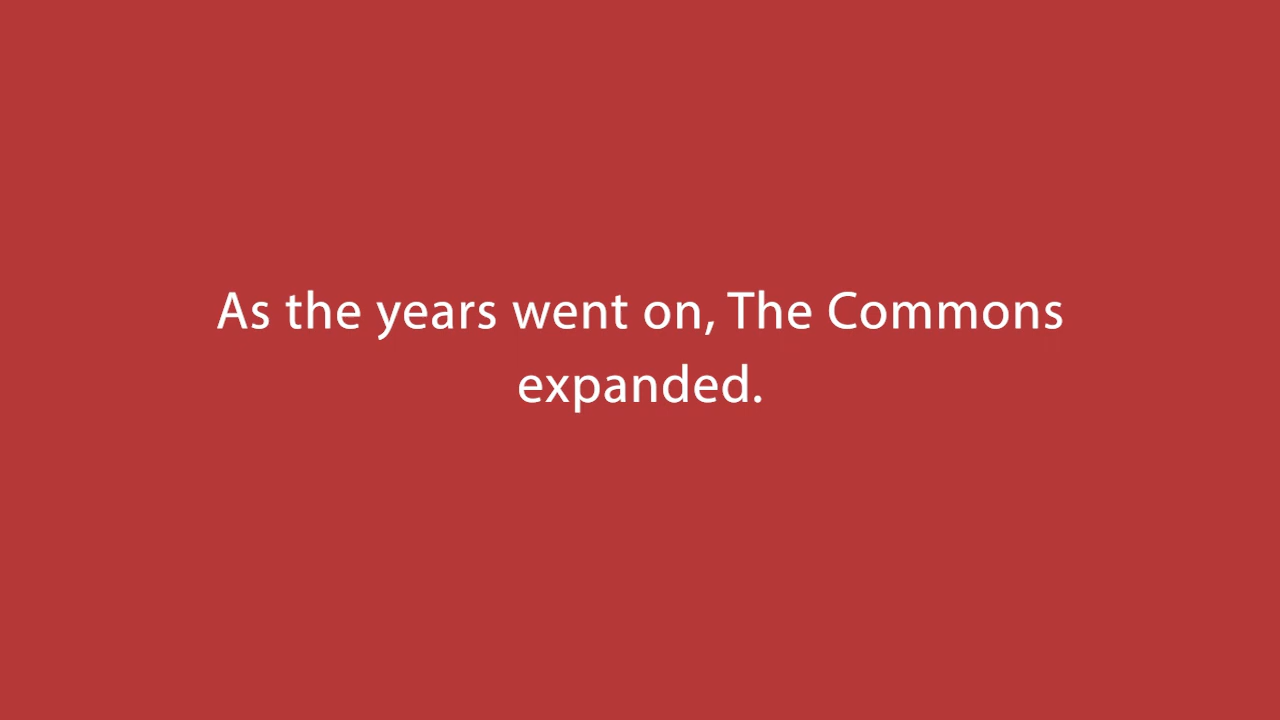 As the years went on, The Commons
expanded.